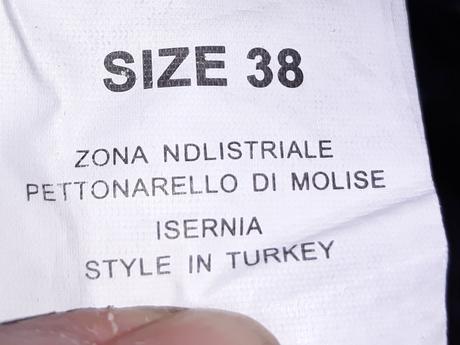 SIZE 38
ZONA NDLISTRIALE
PETTONARELLO DI MOLISE
ISERNIA
STYLE IN TURKEY